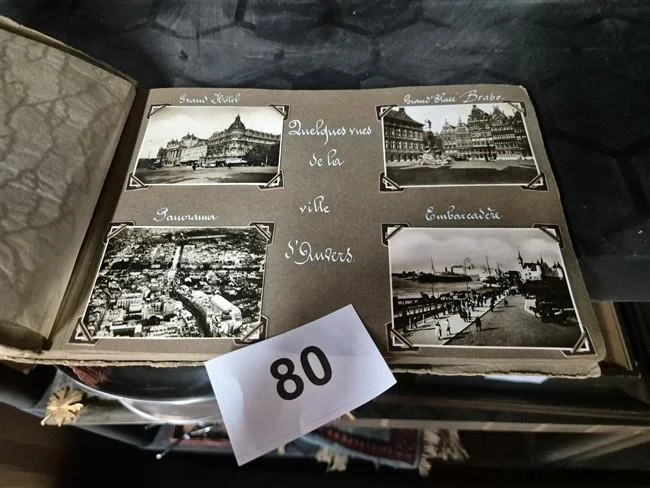 Grand Hôtel
Grand' Place Brabo.
Quelques vues
de la
ville
d'Anvers.
Panorama
Embarcadère
80